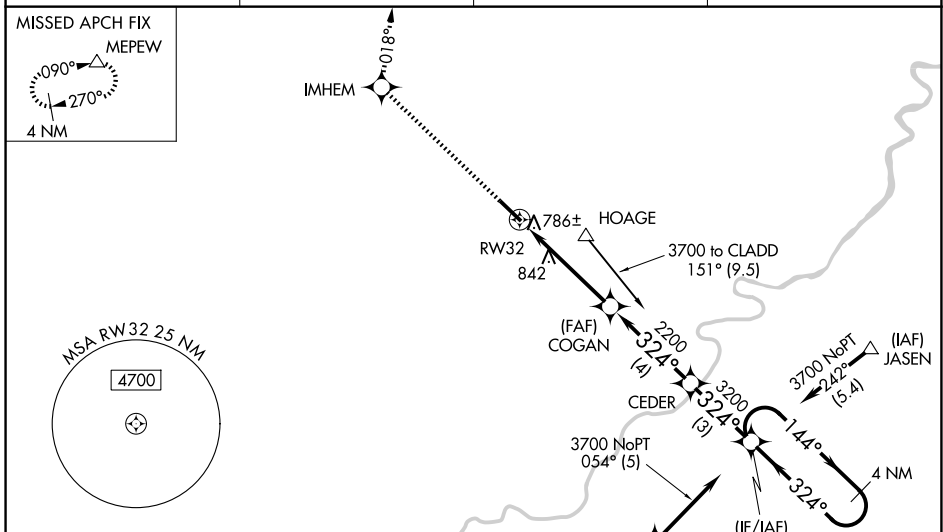 MISSED APCH FIX
MEPEW
090°
270°
4 NM
018°
IMHEM
786±
HOAGE
RW32
842
3700 to CLADD
151° (9.5)
(FAF)
COGAN
2200
324°
(4)
CEDER
3200
324°
(3)
3700 NoPT
242°
(5.4)
(IAF)
JASEN
MSA RW 32 25 NM
4700
3700 NoPT
054° (5)
144°
4 NM
324°
(IF/IAF)